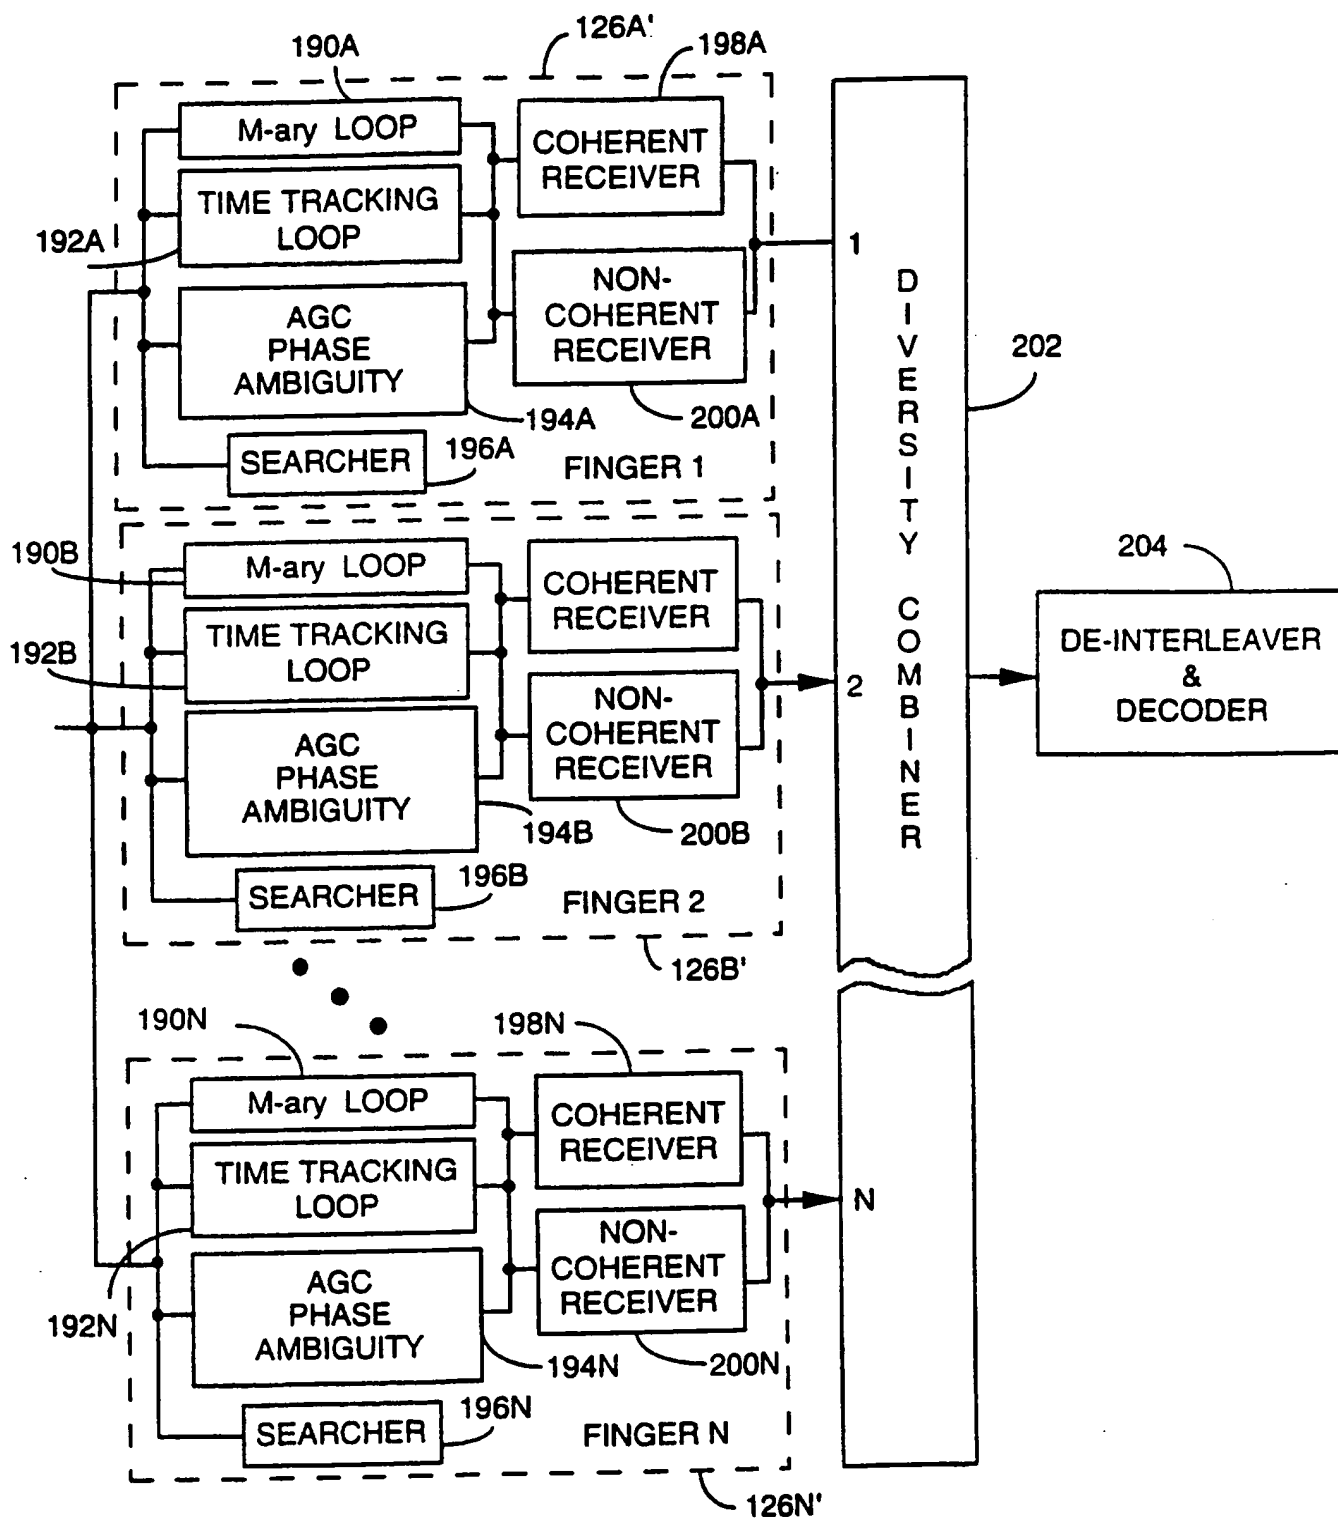 126A'
190A
198A
M-ary LOOP
COHERENT
RECEIVER
TIME TRACKING
LOOP
192A
1
NON-
COHERENT
RECEIVER
AGC
PHASE
AMBIGUITY
194A
200A
SEARCHER
196A
FINGER 1
DIVERSITY COMBINER
202
190B
M-ary LOOP
COHERENT
RECEIVER
TIME TRACKING
LOOP
192B
2
NON-
COHERENT
RECEIVER
AGC
PHASE
AMBIGUITY
194B
200B
SEARCHER
196B
FINGER 2
126B'
204
DE-INTERLEAVER
&
DECODER
190N
198N
M-ary LOOP
COHERENT
RECEIVER
TIME TRACKING
LOOP
192N
N
NON-
COHERENT
RECEIVER
AGC
PHASE
AMBIGUITY
194N
200N
SEARCHER
196N
FINGER N
126N'